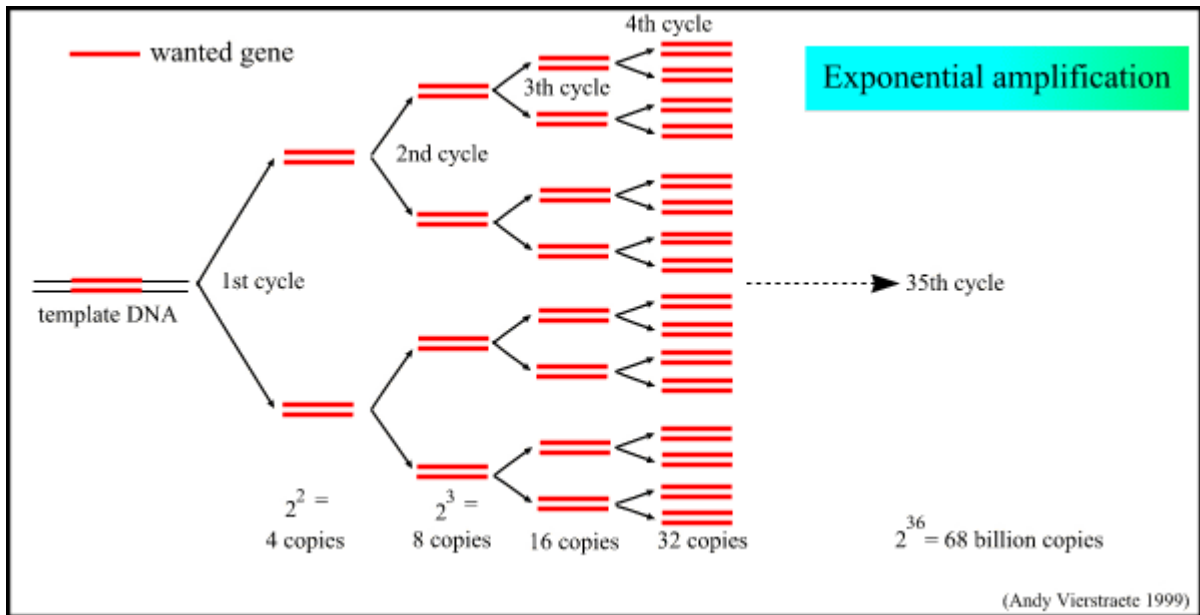 4th cycle
wanted gene
Exponential amplification
3th cycle
2nd cycle
1st cycle
35th cycle
template DNA
2^2 =
4 copies
2^3 =
8 copies
16 copies
32 copies
2^36 = 68 billion copies
(Andy Vierstraete 1999)